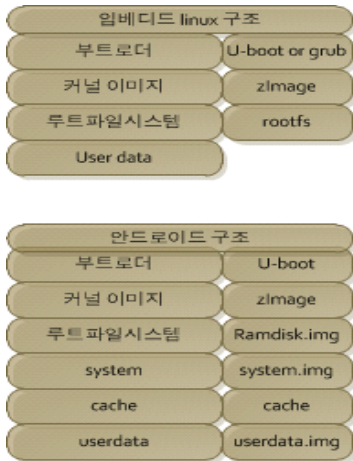 임베디드 linux 구조
부트로더 U-boot or grub
커널 이미지 zImage
루트파일시스템 rootfs
User data
안드로이드 구조
부트로더 U-boot
커널 이미지 zImage
루트파일시스템 Ramdisk.img
system system.img
cache cache
userdata userdata.img